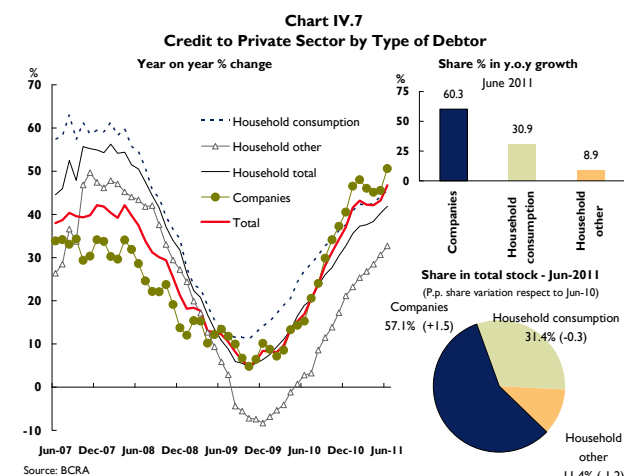 Chart IV.7
Credit to Private Sector by Type of Debtor
Year on year % change
%
70
60
50
40
30
20
10
0
-10
Household consumption
Household other
Household total
Companies
Total
Jun-07 Dec-07 Jun-08 Dec-08 Jun-09 Dec-09 Jun-10 Dec-10 Jun-11
Source: BCRA
Share % in y.o.y growth
June 2011
%
75
50
25
0
60.3
30.9
8.9
Companies
Household
consumption
Household
other
Share in total stock - Jun-2011
(P.p. share variation respect to Jun-10)
Companies
57.1% (+1.5)
Household consumption
31.4% (-0.3)
Household
other
11.4% (-1.2)